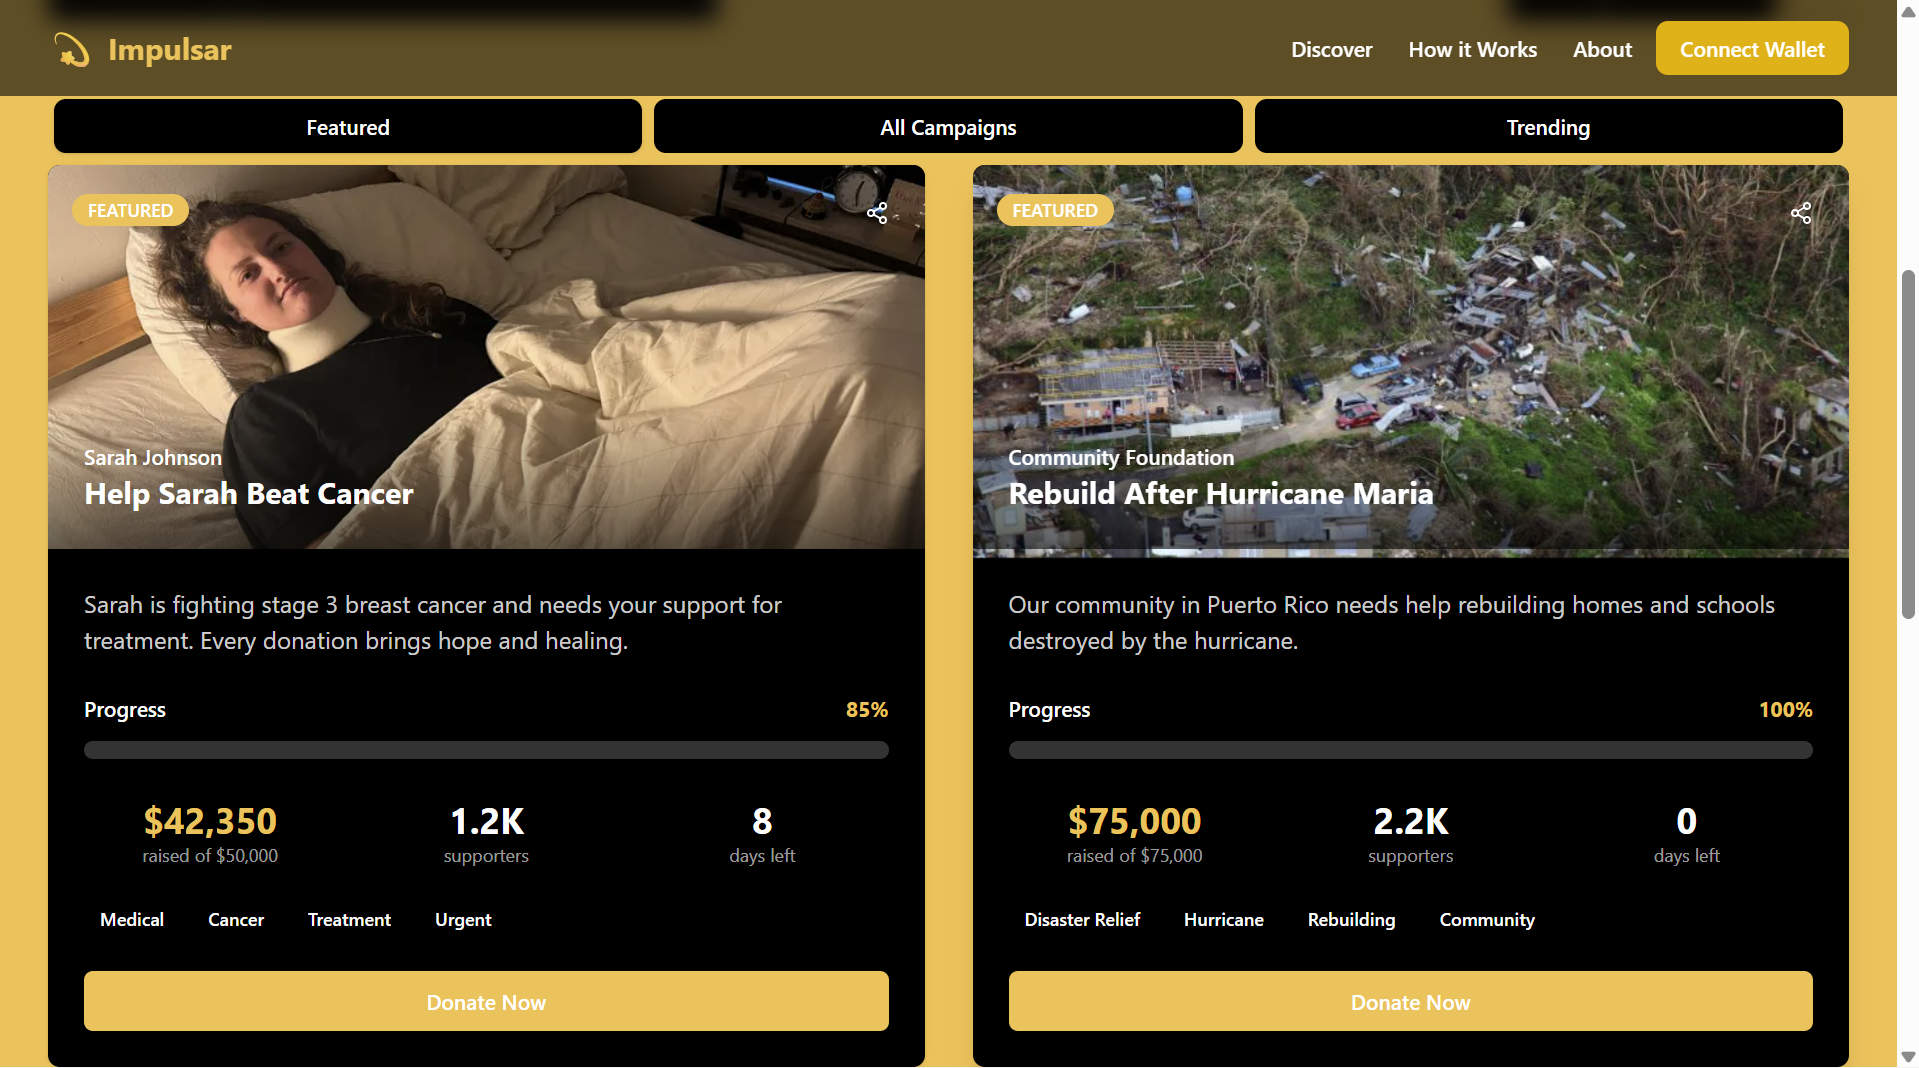 Impulsar
Discover
How it Works
About
Connect Wallet
Featured
All Campaigns
Trending
FEATURED
Sarah Johnson
Help Sarah Beat Cancer
Sarah is fighting stage 3 breast cancer and needs your support for
treatment. Every donation brings hope and healing.
Progress
85%
$42,350
raised of $50,000
1.2K
supporters
8
days left
Medical
Cancer
Treatment
Urgent
Donate Now
FEATURED
Community Foundation
Rebuild After Hurricane Maria
Our community in Puerto Rico needs help rebuilding homes and schools
destroyed by the hurricane.
Progress
100%
$75,000
raised of $75,000
2.2K
supporters
0
days left
Disaster Relief
Hurricane
Rebuilding
Community
Donate Now